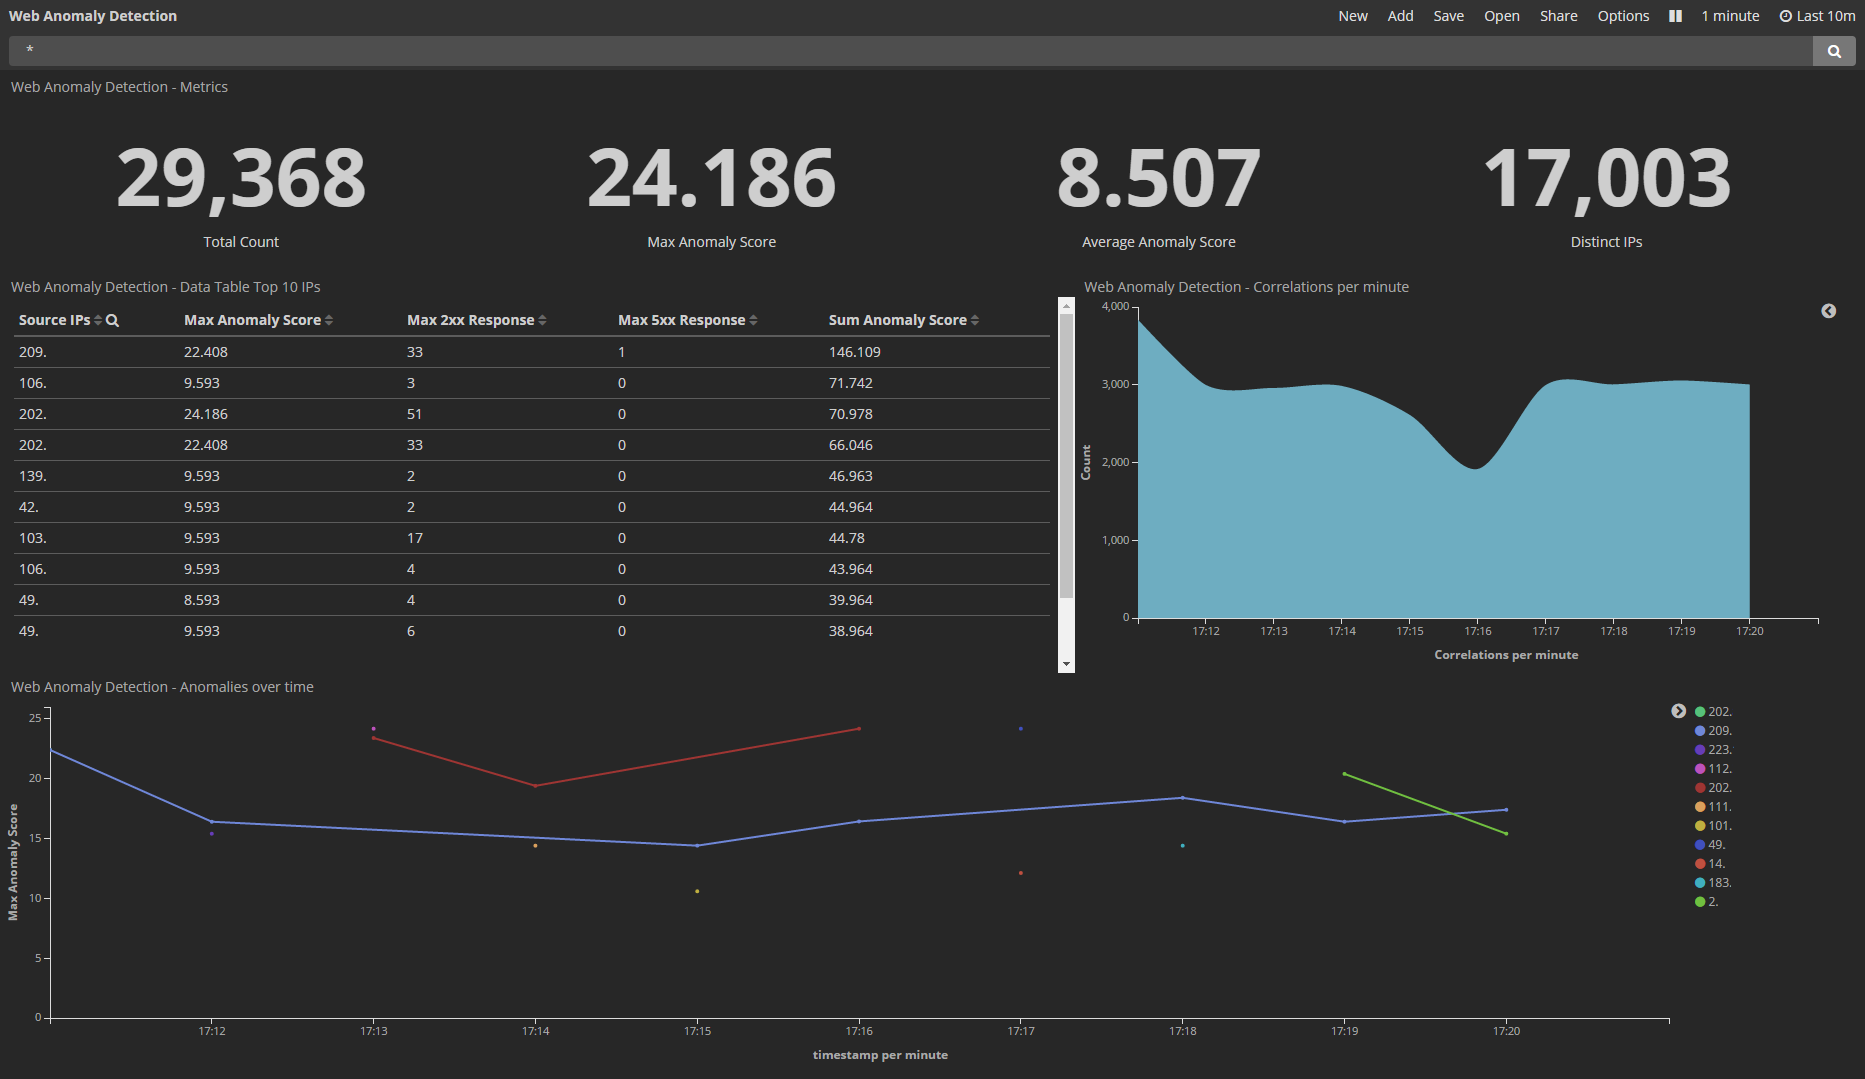 Web Anomaly Detection
New Add Save Open Share Options 1 minute Last 10m
*
Web Anomaly Detection - Metrics
29,368 24.186 8.507 17,003
Total Count Max Anomaly Score Average Anomaly Score Distinct IPs
Web Anomaly Detection - Data Table Top 10 IPs
Source IPs Max Anomaly Score Max 2xx Response Max 5xx Response Sum Anomaly Score
209. 22.408 33 1 146.109
106. 9.593 3 0 71.742
202. 24.186 51 0 70.978
202. 22.408 33 0 66.046
139. 9.593 2 0 46.963
42. 9.593 2 0 44.964
103. 9.593 17 0 44.78
106. 9.593 4 0 43.964
49. 8.593 4 0 39.964
49. 9.593 6 0 38.964
Web Anomaly Detection - Correlations per minute
4,000
3,000
2,000
1,000
0
Count
17:12 17:13 17:14 17:15 17:16 17:17 17:18 17:19 17:20
Correlations per minute
Web Anomaly Detection - Anomalies over time
25
20
15
10
5
0
Max Anomaly Score
17:12 17:13 17:14 17:15 17:16 17:17 17:18 17:19 17:20
timestamp per minute
202.
209.
223.
112.
202.
111.
101.
49.
14.
183.
2.